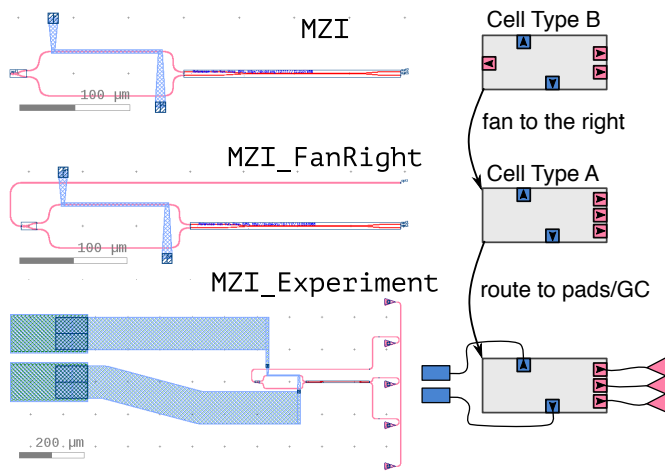 MZI
Cell Type B
100 µm
fan to the right
MZI_FanRight
Cell Type A
100 µm
MZI_Experiment
route to pads/GC
200 µm